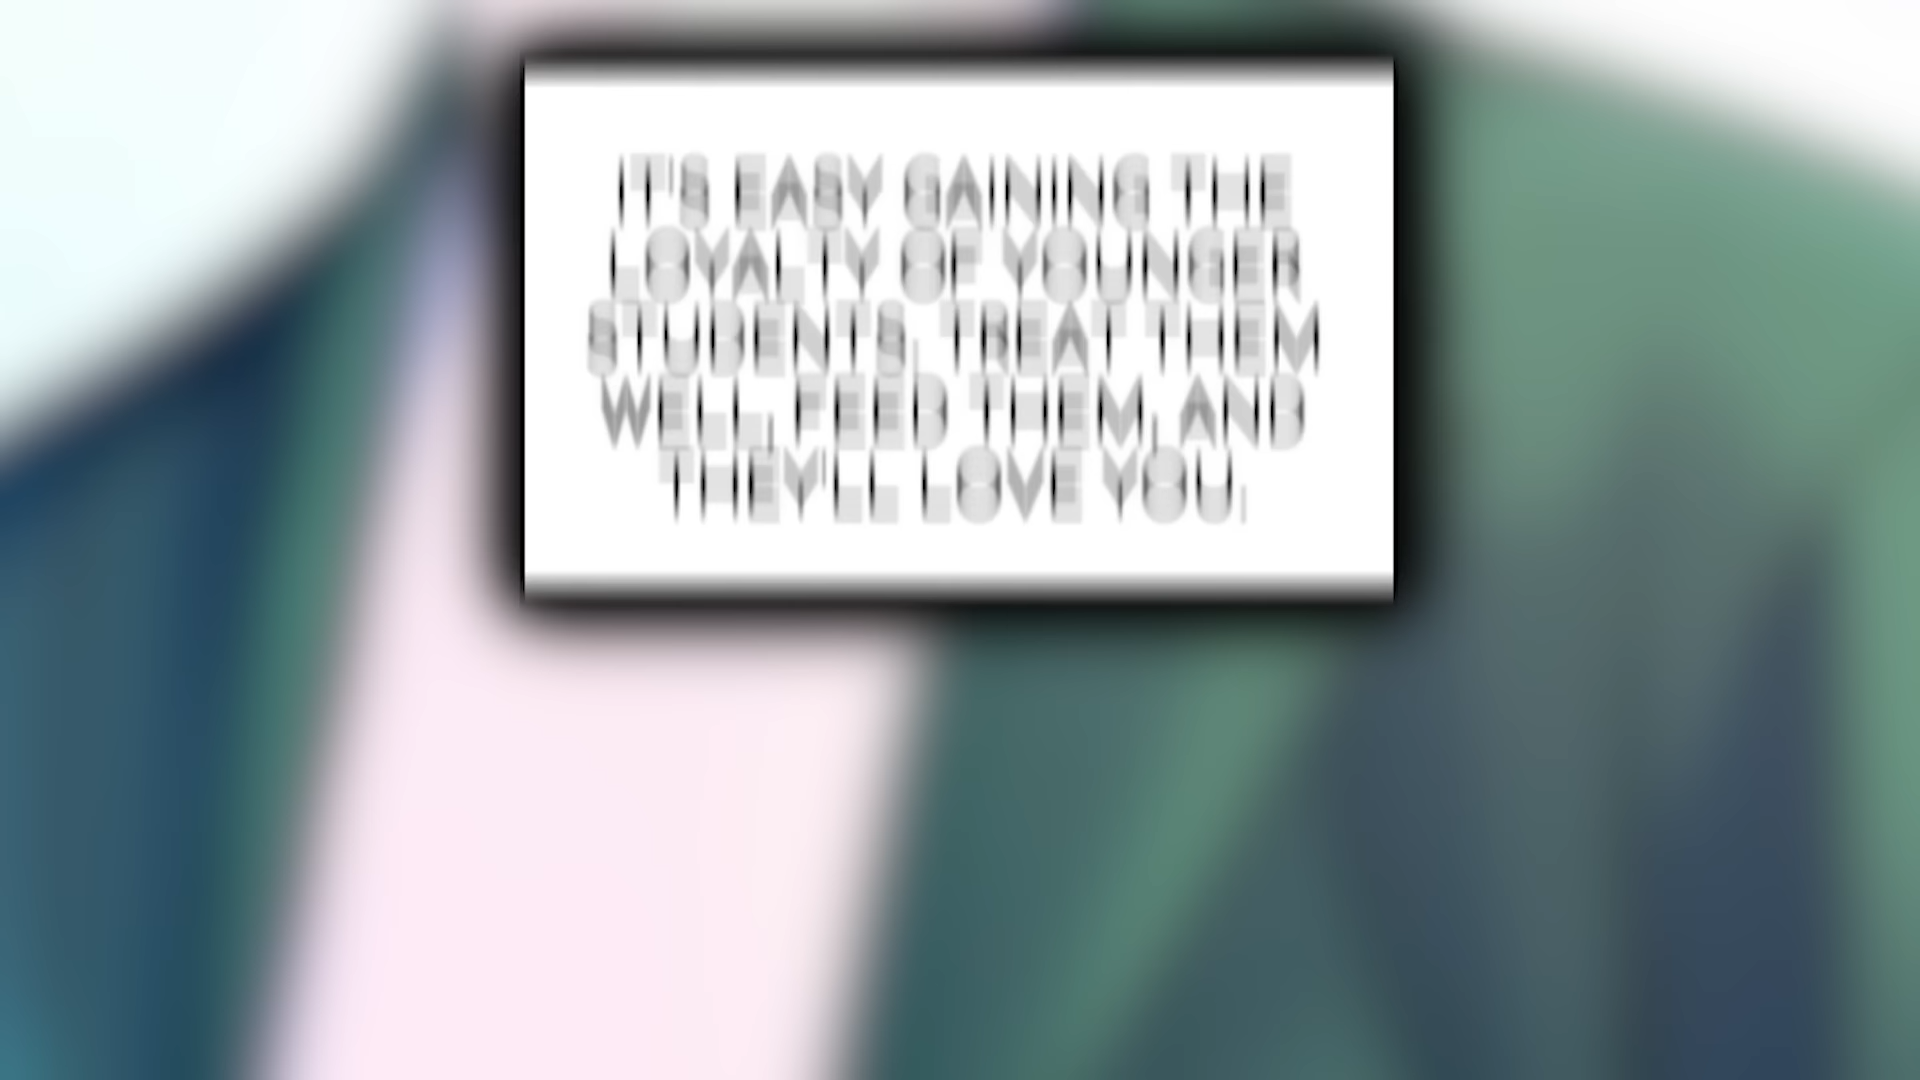 IT'S EASY GAINING THE
LOYALTY OF YOUNGER
STUDENTS. TREAT THEM
WELL, FEED THEM, AND
THEY'LL LOVE YOU.